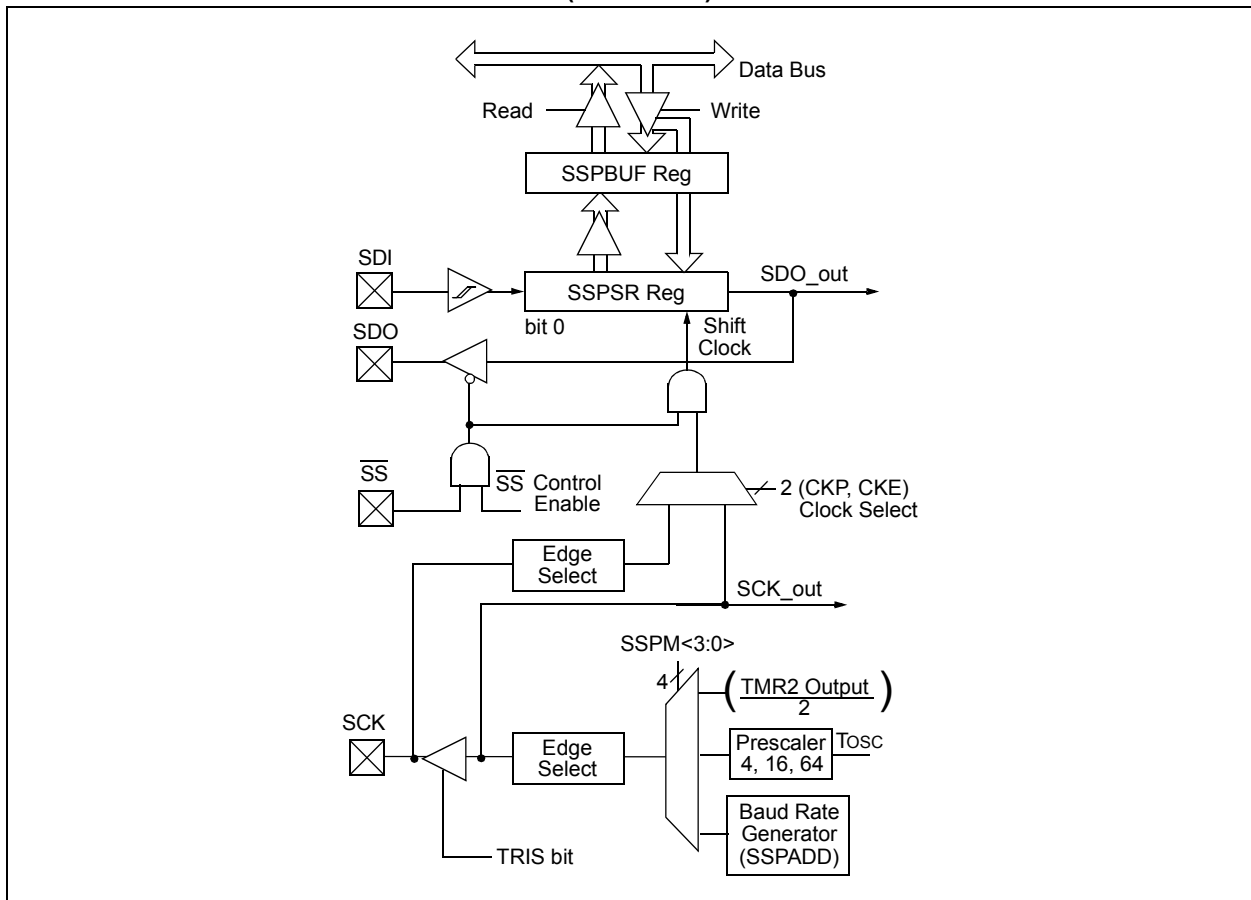 Data Bus
Read
Write
SSPBUF Reg
SDI
SSPSR Reg
SDO_out
bit 0
Shift
Clock
SDO
SS
SS Control
Enable
2 (CKP, CKE)
Clock Select
Edge
Select
SCK_out
SSPM<3:0>
4
(TMR2 Output)
2
SCK
Edge
Select
Prescaler
4, 16, 64
TOSC
Baud Rate
Generator
(SSPADD)
TRIS bit